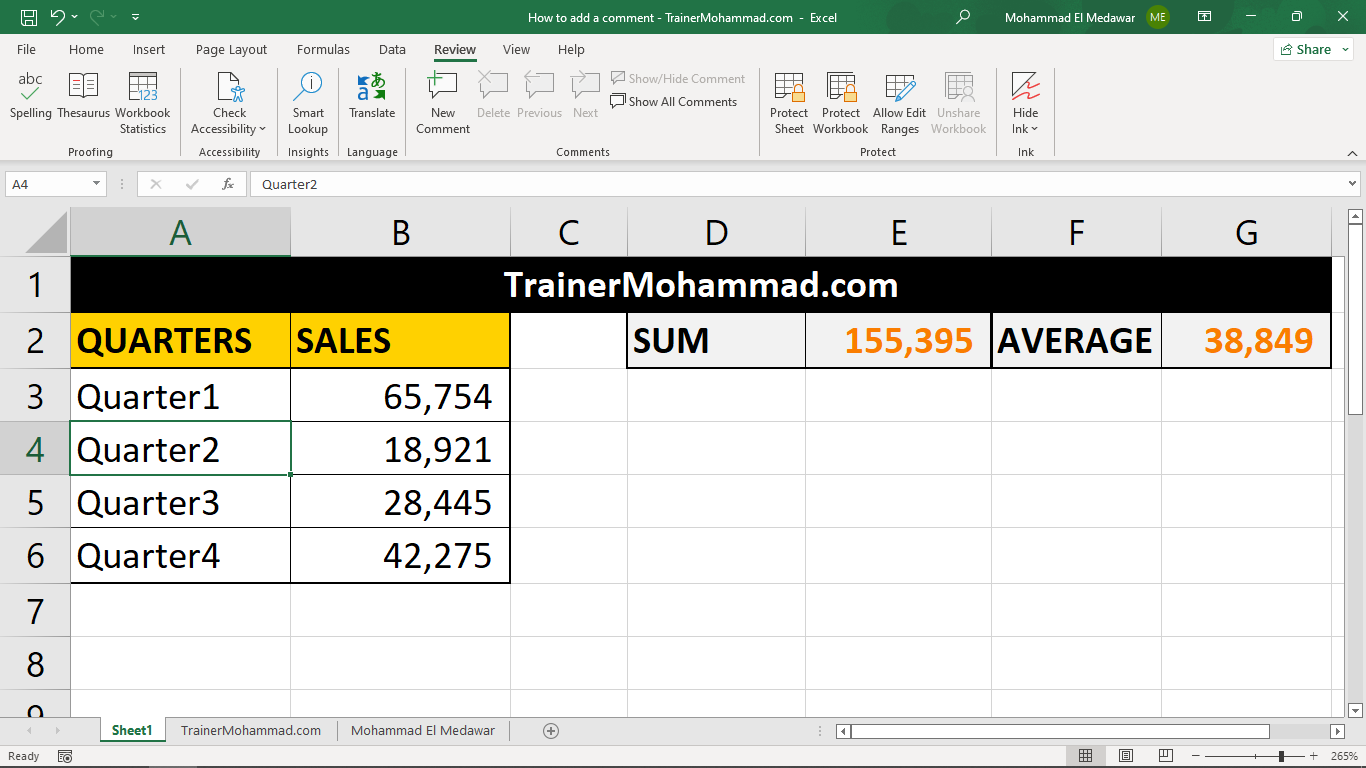 How to add a comment - TrainerMohammad.com - Excel
Mohammad El Medawar ME
File Home Insert Page Layout Formulas Data Review View Help Share
abc
123
Spelling Thesaurus Workbook Statistics
Check Accessibility
Smart Lookup
Translate
New Comment
Delete Previous Next
Show/Hide Comment
Show All Comments
Protect Sheet
Protect Workbook
Allow Edit Ranges
Unshare Workbook
Hide Ink
Proofing Accessibility Insights Language Comments Protect Ink
A4 fx Quarter2
A B C D E F G
1 TrainerMohammad.com
2 QUARTERS SALES SUM 155,395 AVERAGE 38,849
3 Quarter1 65,754
4 Quarter2 18,921
5 Quarter3 28,445
6 Quarter4 42,275
7
8
9
Sheet1 TrainerMohammad.com Mohammad El Medawar
Ready 265%